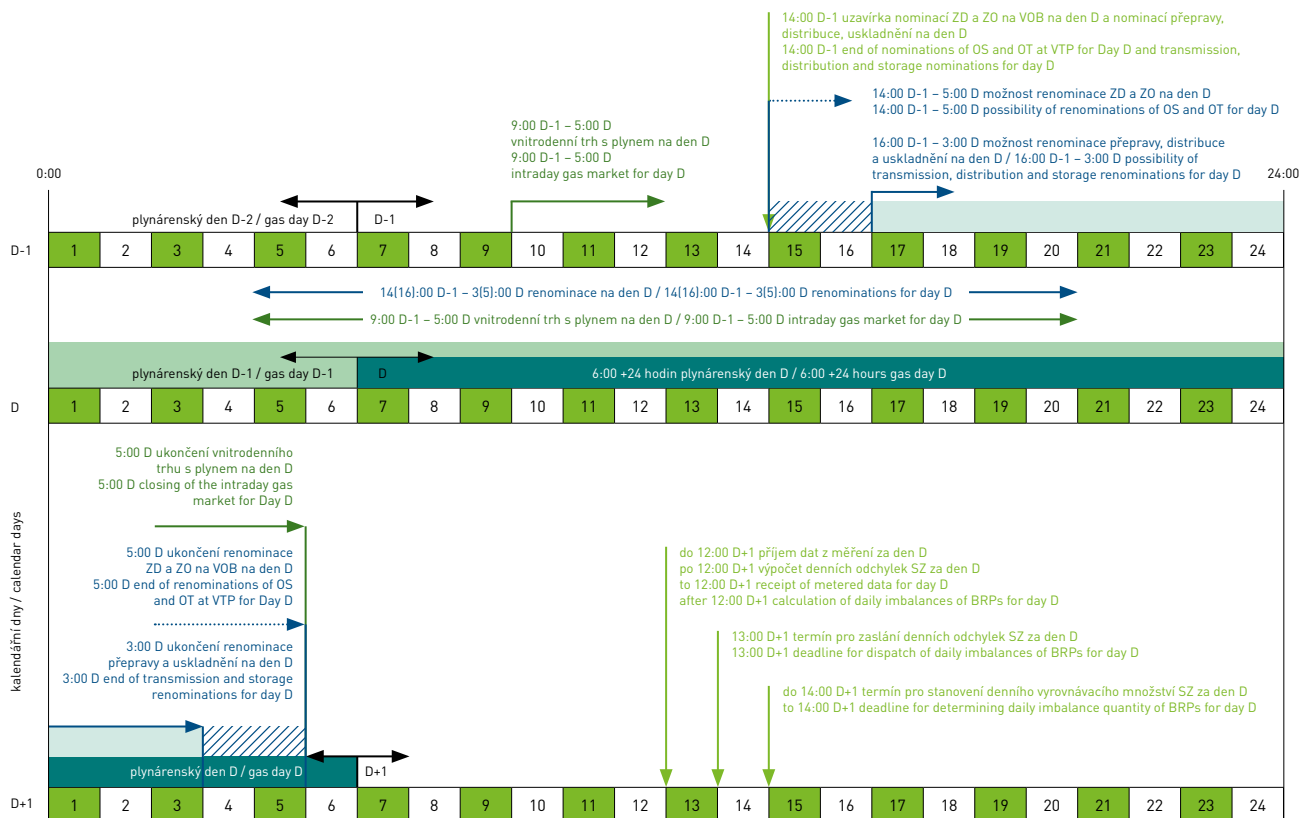 14:00 D-1 uzavírka nominací ZD a ZO na VOB na den D a nominací přepravy,
distribuce, uskladnění na den D
14:00 D-1 end of nominations of OS and OT at VTP for Day D and transmission,
distribution and storage nominations for day D
14:00 D-1 – 5:00 D možnost renominace ZD a ZO na den D
14:00 D-1 – 5:00 D possibility of renominations of OS and OT for day D
9:00 D-1 – 5:00 D
vnitrodenní trh s plynem na den D
9:00 D-1 – 5:00 D
intraday gas market for day D
16:00 D-1 – 3:00 D možnost renominace přepravy, distribuce
a uskladnění na den D / 16:00 D-1 – 3:00 D possibility of
transmission, distribution and storage renominations for day D
0:00
24:00
plynárenský den D-2 / gas day D-2
D-1
D-1
1 2 3 4 5 6 7 8 9 10 11 12 13 14 15 16 17 18 19 20 21 22 23 24
14(16):00 D-1 – 3(5):00 D renominace na den D / 14(16):00 D-1 – 3(5):00 D renominations for day D
9:00 D-1 – 5:00 D vnitrodenní trh s plynem na den D / 9:00 D-1 – 5:00 D intraday gas market for day D
plynárenský den D-1 / gas day D-1
D
6:00 +24 hodin plynárenský den D / 6:00 +24 hours gas day D
D
1 2 3 4 5 6 7 8 9 10 11 12 13 14 15 16 17 18 19 20 21 22 23 24
kalendářní dny / calendar days
5:00 D ukončení vnitrodenního
trhu s plynem na den D
5:00 D closing of the intraday gas
market for Day D
5:00 D ukončení renominace
ZD a ZO na VOB na den D
5:00 D end of renominations of OS
and OT at VTP for Day D
3:00 D ukončení renominace
přepravy a uskladnění na den D
3:00 D end of transmission and storage
renominations for day D
do 12:00 D+1 příjem dat z měření za den D
po 12:00 D+1 výpočet denních odchylek SZ za den D
to 12:00 D+1 receipt of metered data for day D
after 12:00 D+1 calculation of daily imbalances of BRPs for day D
13:00 D+1 termín pro zaslání denních odchylek SZ za den D
13:00 D+1 deadline for dispatch of daily imbalances of BRPs for day D
do 14:00 D+1 termín pro stanovení denního vyrovnávacího množství SZ za den D
to 14:00 D+1 deadline for determining daily imbalance quantity of BRPs for day D
plynárenský den D / gas day D
D+1
D+1
1 2 3 4 5 6 7 8 9 10 11 12 13 14 15 16 17 18 19 20 21 22 23 24